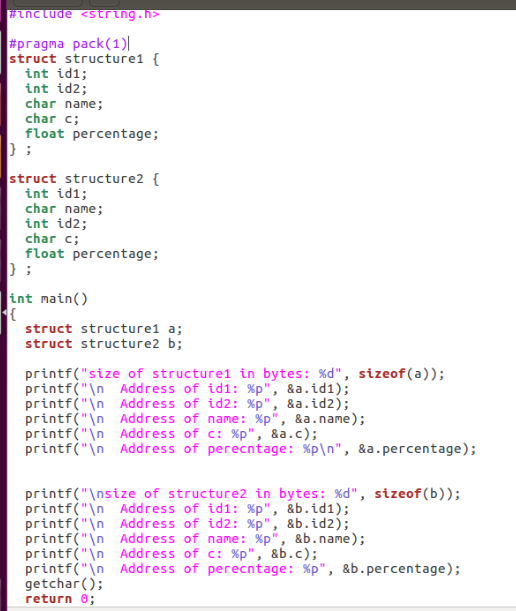 #include <string.h>
#pragma pack(1)
struct structure1 {
int id1;
int id2;
char name;
char c;
float percentage;
} ;
struct structure2 {
int id1;
char name;
int id2;
char c;
float percentage;
} ;
int main()
{
struct structure1 a;
struct structure2 b;
printf("size of structure1 in bytes: %d", sizeof(a));
printf("\n  Address of id1: %p", &a.id1);
printf("\n  Address of id2: %p", &a.id2);
printf("\n  Address of name: %p", &a.name);
printf("\n  Address of c: %p", &a.c);
printf("\n  Address of perecntage: %p\n", &a.percentage);
printf("\nsize of structure2 in bytes: %d", sizeof(b));
printf("\n  Address of id1: %p", &b.id1);
printf("\n  Address of id2: %p", &b.id2);
printf("\n  Address of name: %p", &b.name);
printf("\n  Address of c: %p", &b.c);
printf("\n  Address of perecntage: %p", &b.percentage);
getchar();
return 0;